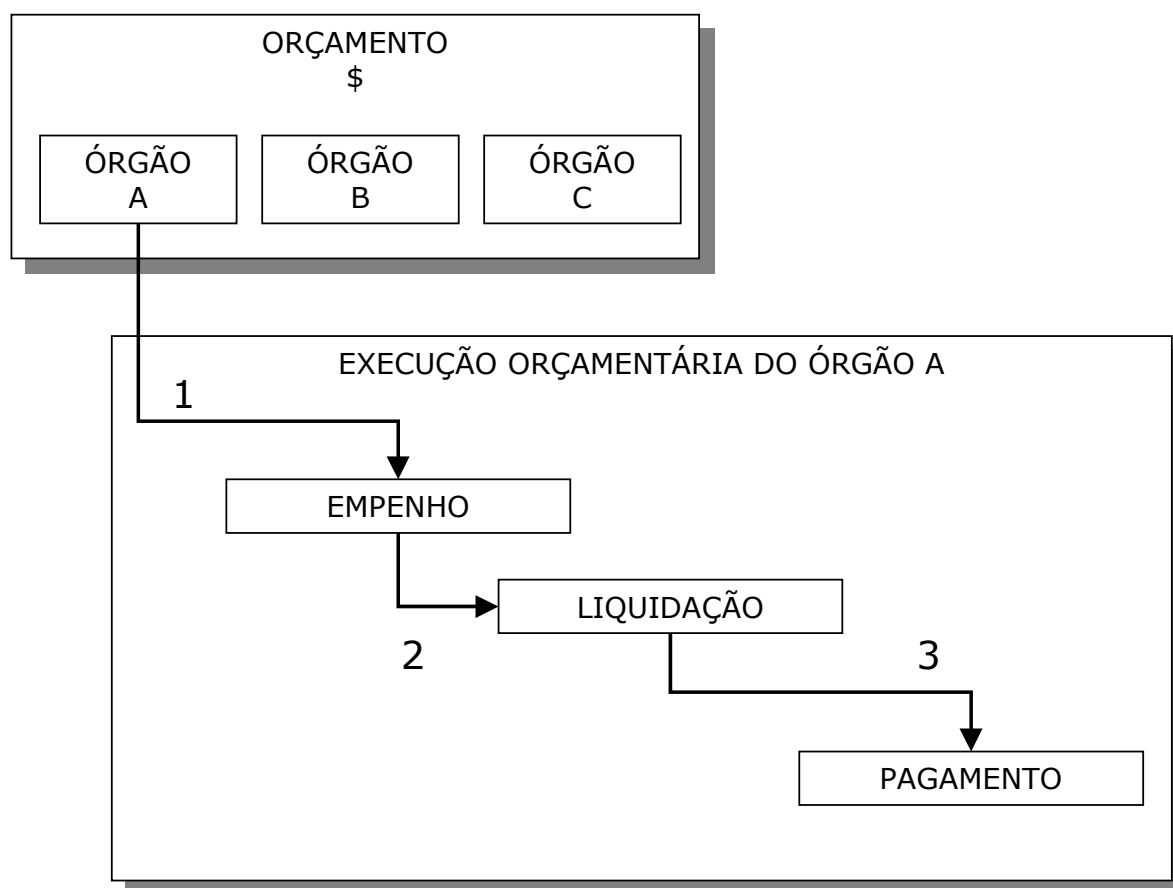 ORÇAMENTO
$
ÓRGÃO
A
ÓRGÃO
B
ÓRGÃO
C
EXECUÇÃO ORÇAMENTÁRIA DO ÓRGÃO A
1
EMPENHO
LIQUIDAÇÃO
2
3
PAGAMENTO